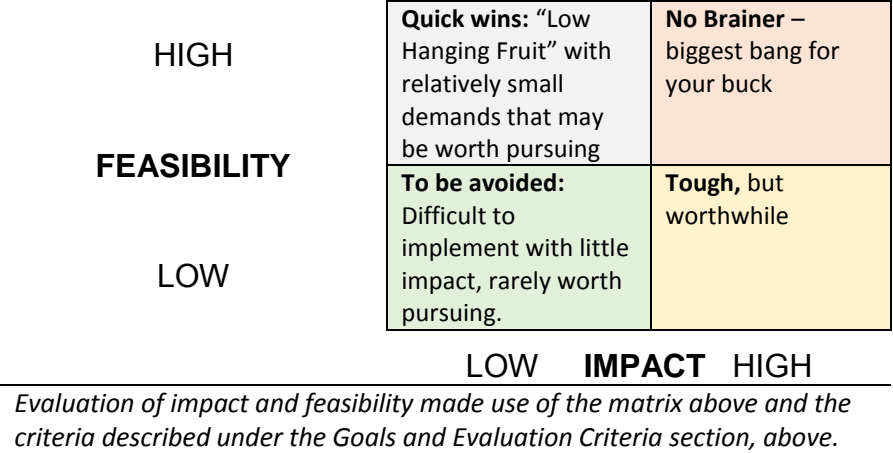 HIGH
FEASIBILITY
LOW
Quick wins: “Low
Hanging Fruit” with
relatively small
demands that may
be worth pursuing
No Brainer –
biggest bang for
your buck
To be avoided:
Difficult to
implement with little
impact, rarely worth
pursuing.
Tough, but
worthwhile
LOW IMPACT HIGH
Evaluation of impact and feasibility made use of the matrix above and the
criteria described under the Goals and Evaluation Criteria section, above.